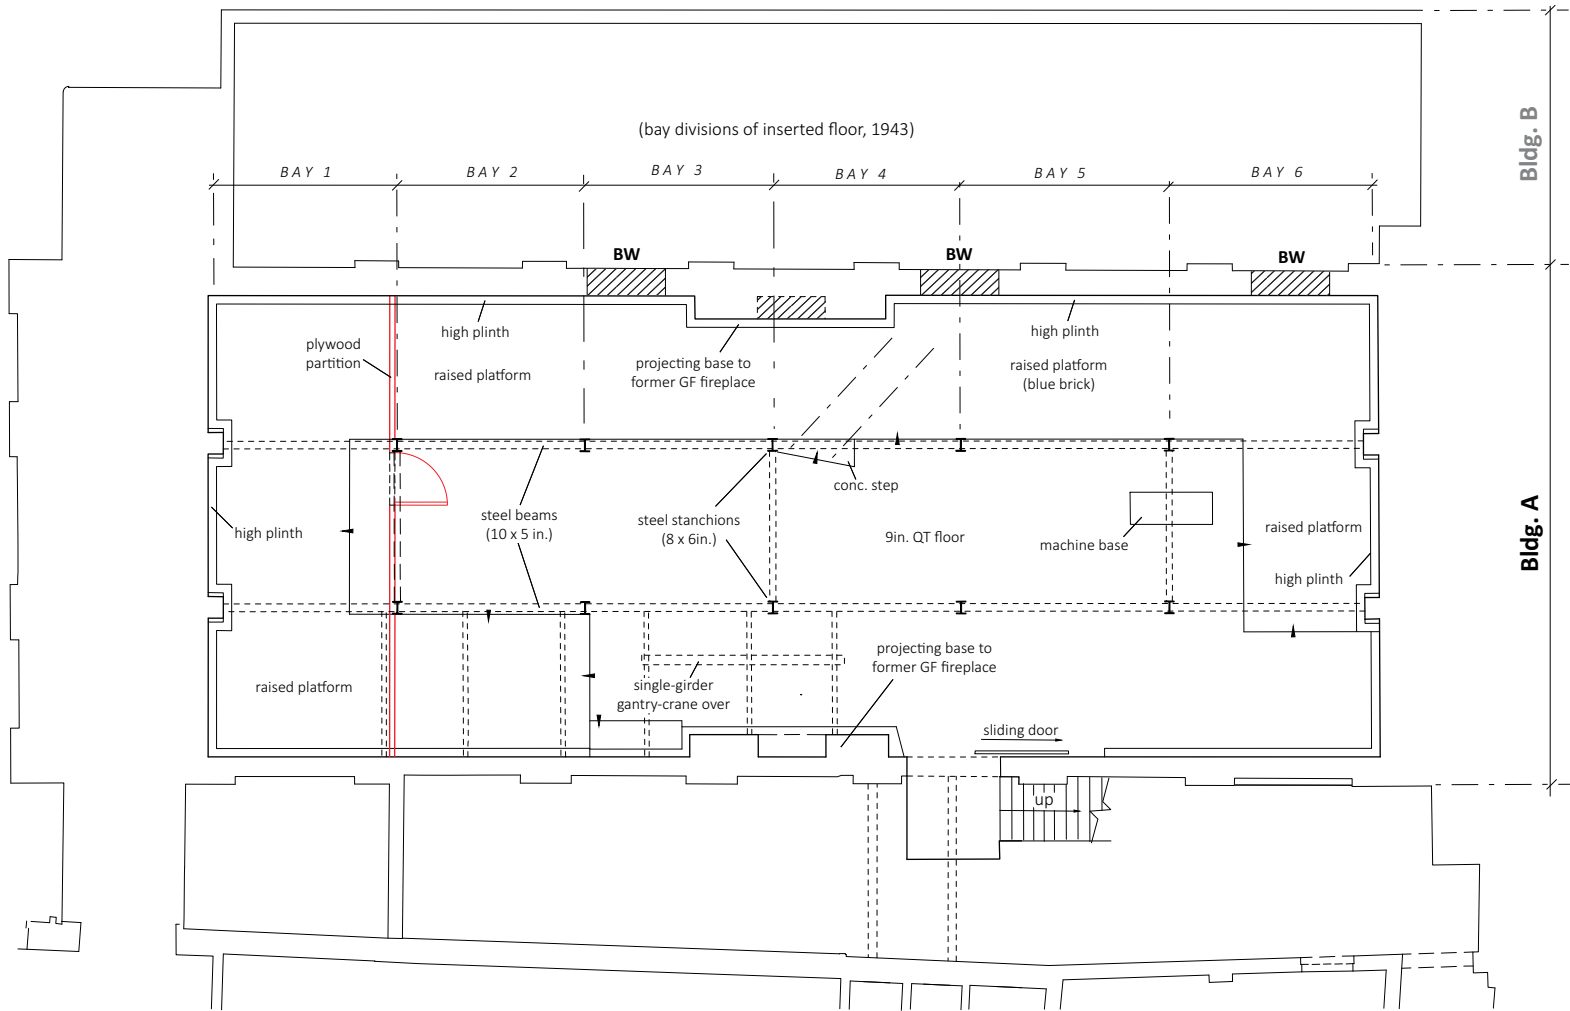 (bay divisions of inserted floor, 1943)
Bldg. B
BAY 1
BAY 2
BAY 3
BAY 4
BAY 5
BAY 6
BW
BW
BW
high plinth
high plinth
plywood
partition
raised platform
projecting base to
former GF fireplace
raised platform
(blue brick)
conc. step
steel beams
(10 x 5 in.)
steel stanchions
(8 x 6in.)
9in. QT floor
machine base
high plinth
raised platform
high plinth
Bldg. A
projecting base to
former GF fireplace
raised platform
single-girder
gantry-crane over
sliding door
up